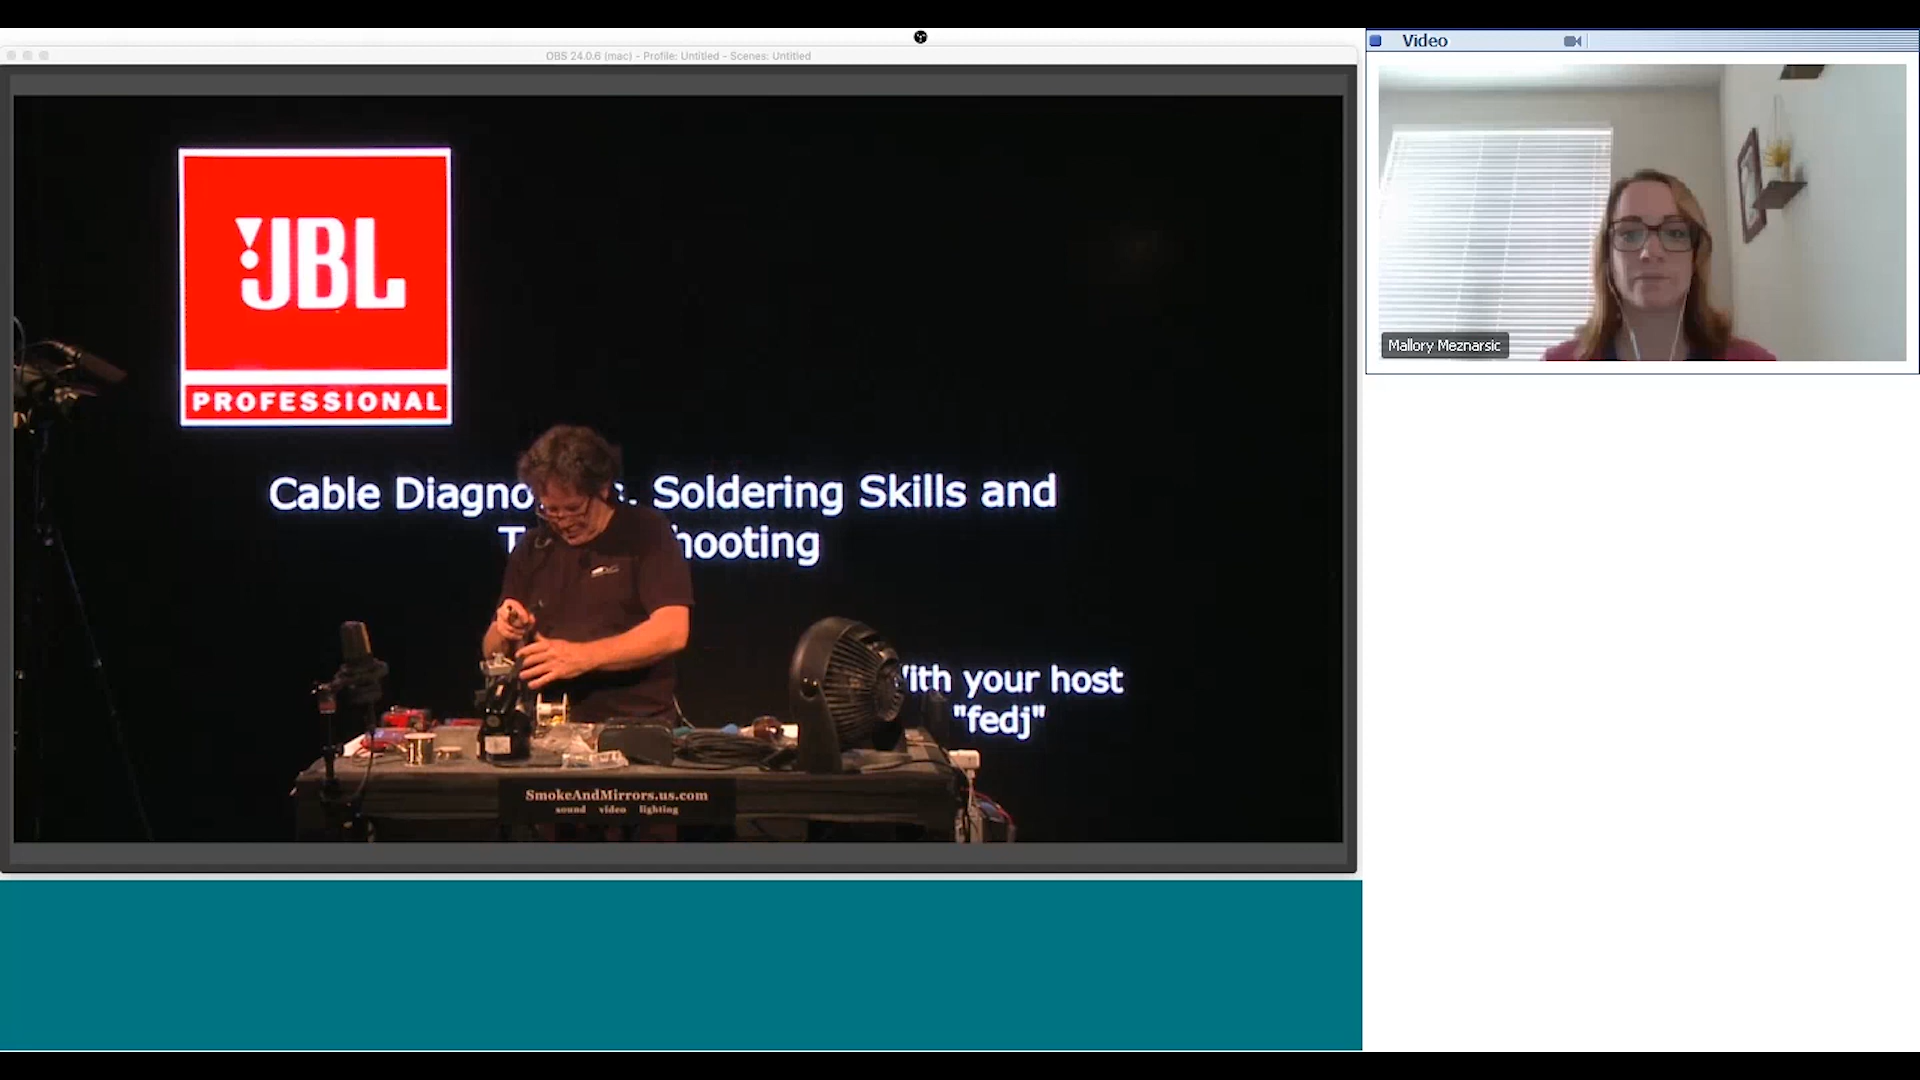 OBS 24.0.6 (mac) - Profile: Untitled - Scenes: Untitled
Video
Mallory Meznarsic
JBL
PROFESSIONAL
Cable Diagno . Soldering Skills and
T hooting
ith your host
"fedj"
SmokeAndMirrors.us.com
sound video lighting